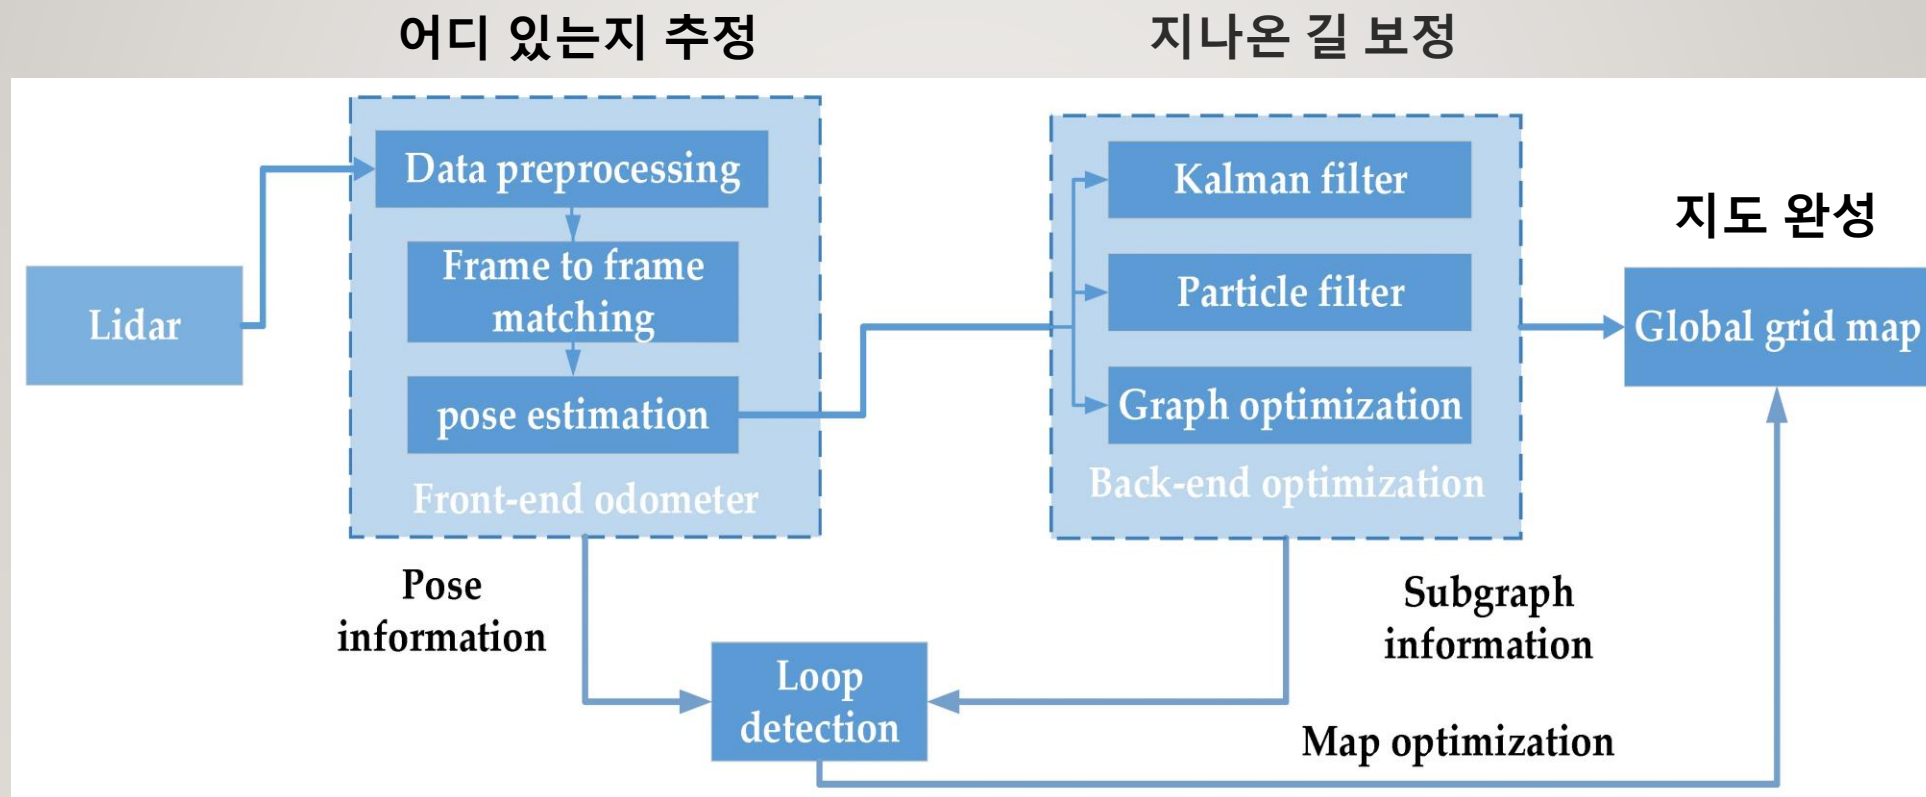 어디 있는지 추정
지나온 길 보정
Data preprocessing
Frame to frame
matching
pose estimation
Front-end odometer
Lidar
Kalman filter
Particle filter
Graph optimization
Back-end optimization
지도 완성
Global grid map
Pose
information
Subgraph
information
Loop
detection
Map optimization